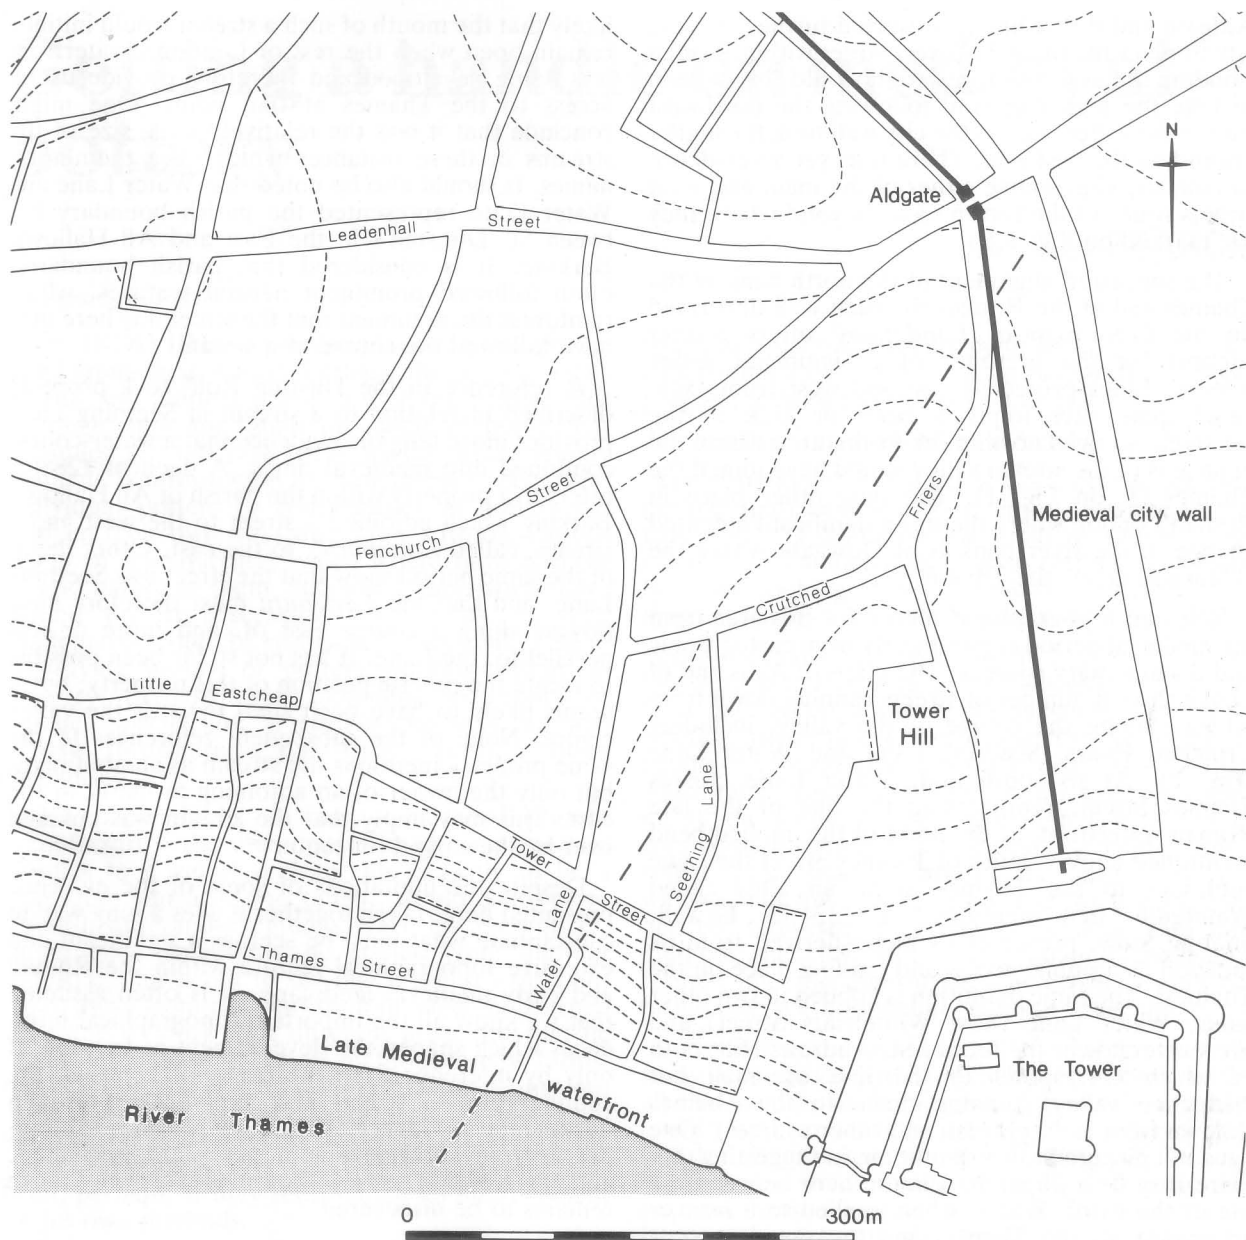 N
Aldgate
Leadenhall Street
Fenchurch Street
Crutched Friers
Medieval city wall
Little Eastcheap
Tower Hill
Seething Lane
Tower Street
Water Lane
Thames Street
Late Medieval waterfront
The Tower
River Thames
0 300m